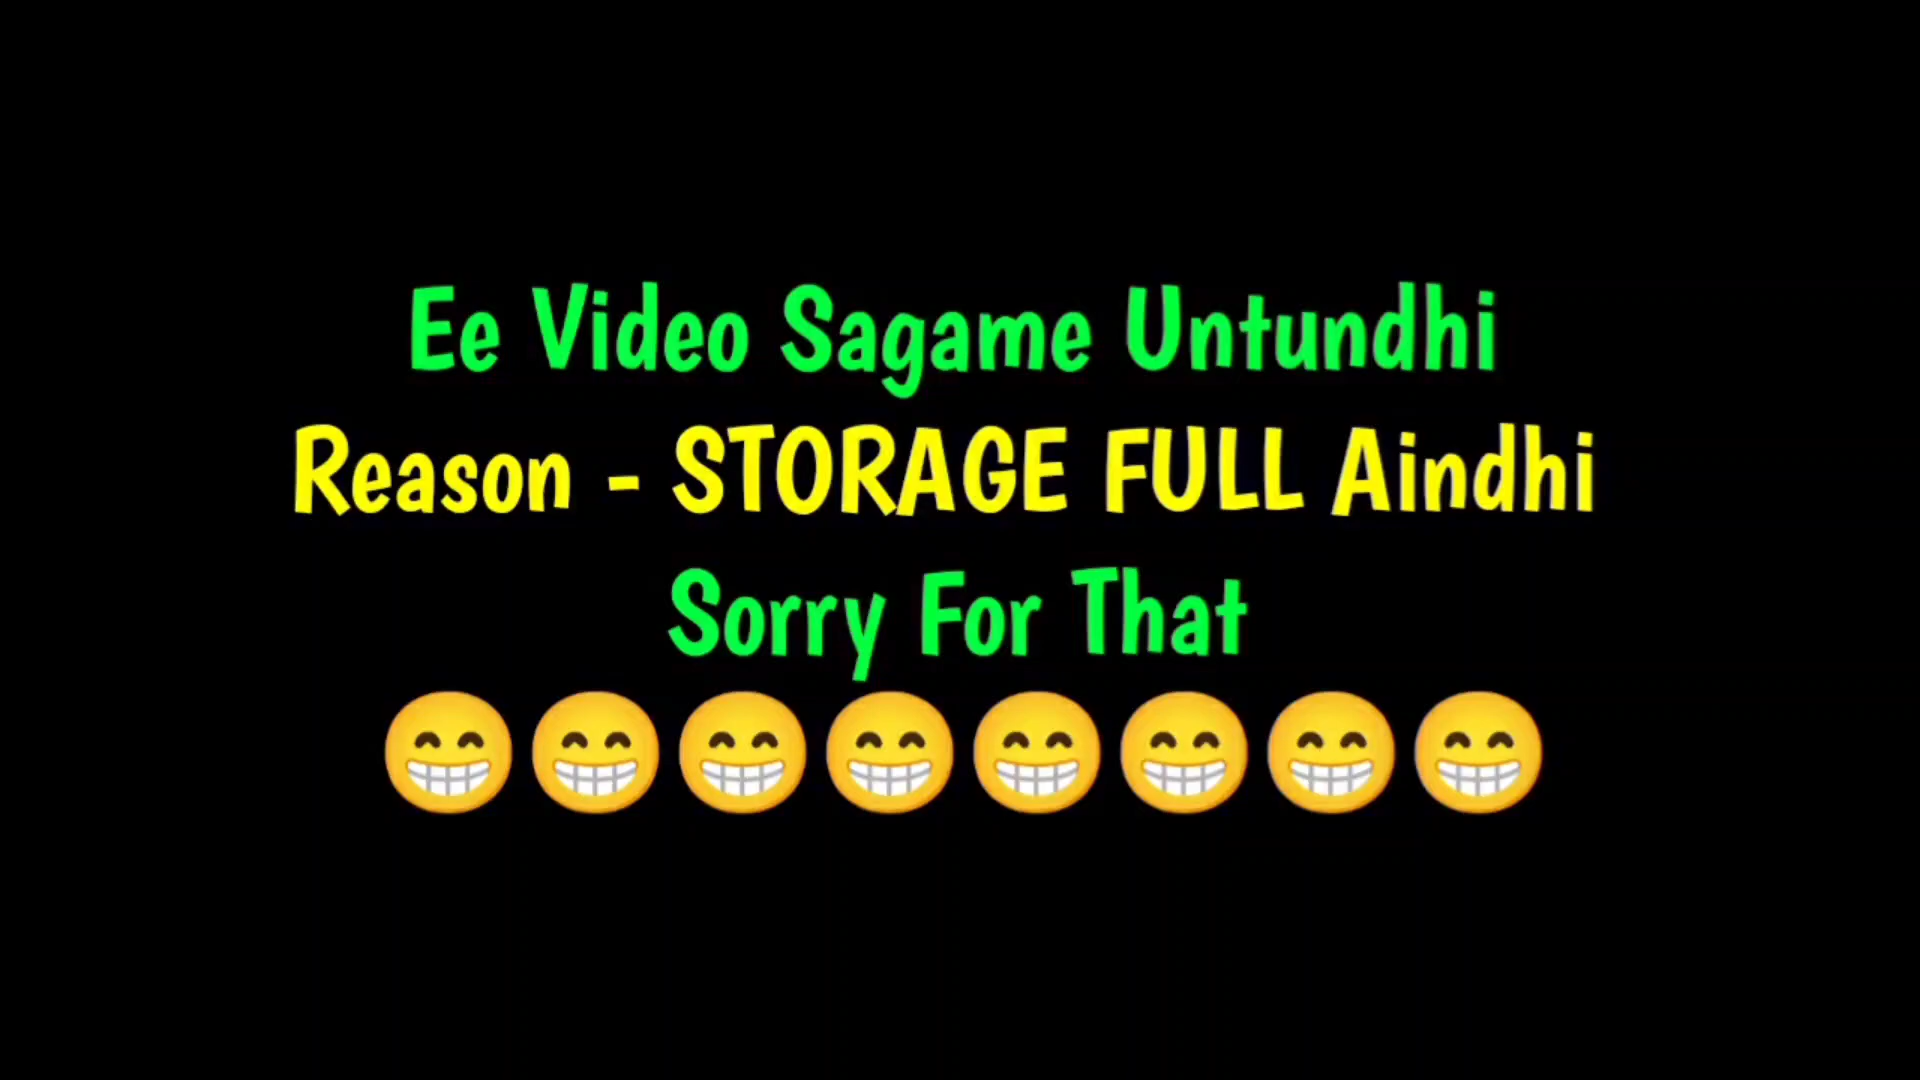 Ee Video Sagame Untundhi
Reason - STORAGE FULL Aindhi
Sorry For That
😁😁😁😁😁😁😁😁